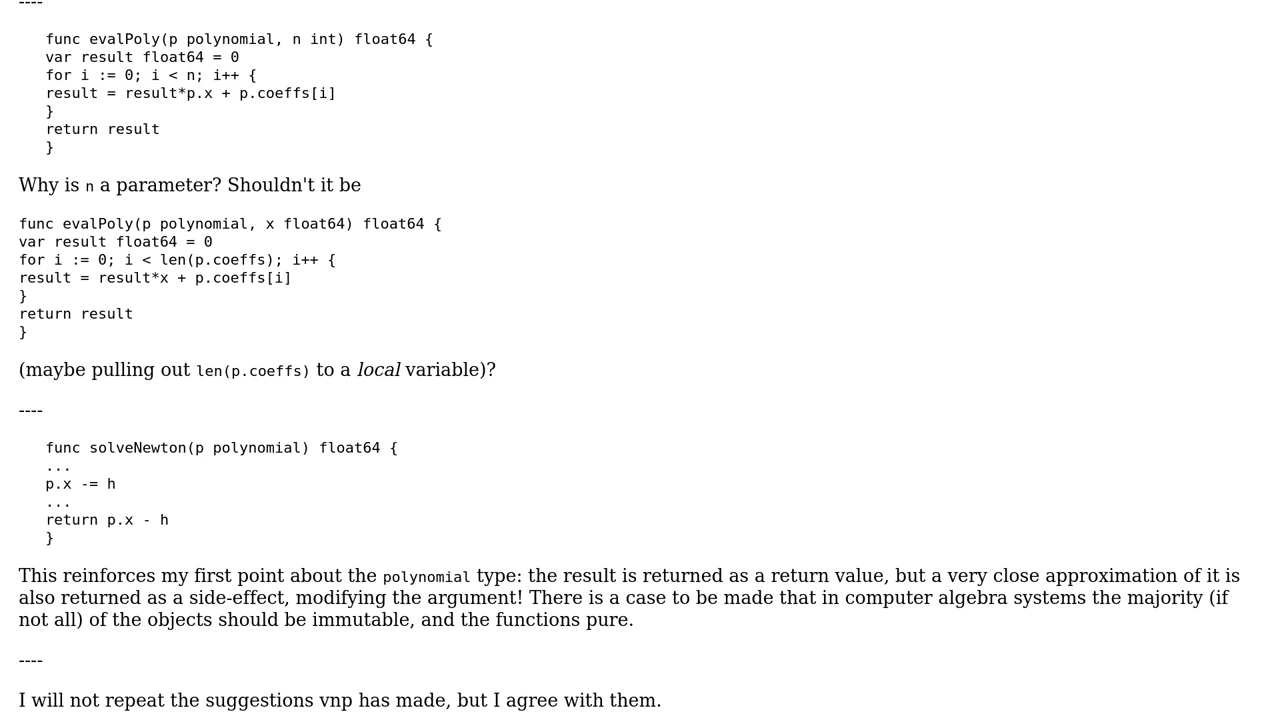 ----
func evalPoly(p polynomial, n int) float64 {
var result float64 = 0
for i := 0; i < n; i++ {
result = result*p.x + p.coeffs[i]
}
return result
}
Why is n a parameter? Shouldn't it be
func evalPoly(p polynomial, x float64) float64 {
var result float64 = 0
for i := 0; i < len(p.coeffs); i++ {
result = result*x + p.coeffs[i]
}
return result
}
(maybe pulling out len(p.coeffs) to a local variable)?
----
func solveNewton(p polynomial) float64 {
...
p.x -= h
...
return p.x - h
}
This reinforces my first point about the polynomial type: the result is returned as a return value, but a very close approximation of it is
also returned as a side-effect, modifying the argument! There is a case to be made that in computer algebra systems the majority (if
not all) of the objects should be immutable, and the functions pure.
----
I will not repeat the suggestions vnp has made, but I agree with them.